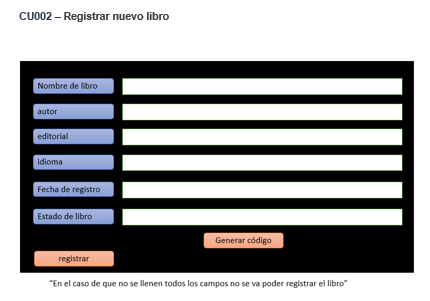 CU002 – Registrar nuevo libro
Nombre de libro
autor
editorial
idioma
Fecha de registro
Estado de libro
Generar código
registrar
“En el caso de que no se llenen todos los campos no se va poder registrar el libro”